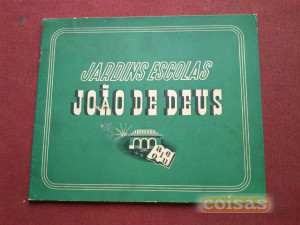 JARDINS ESCOLAS
JOÃO DE DEUS
a e
o u
coisas